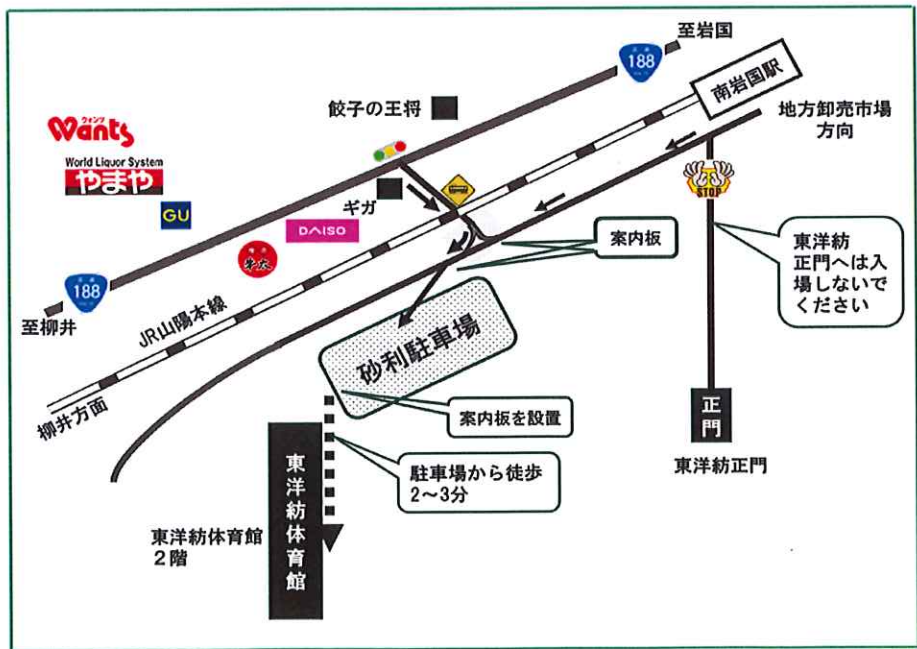 至岩国
188
南岩国駅
餃子の王将
地方卸売市場
方向
ウォンツ
Wants
World Liquor System
やまや
GU
ギガ
DAISO
STOP
案内板
東洋紡
正門へは入
場しないで
ください
188
至柳井
JR山陽本線
砂利駐車場
柳井方面
案内板を設置
正門
東洋紡正門
駐車場から徒歩
2～3分
東洋紡体育館
東洋紡体育館
２階